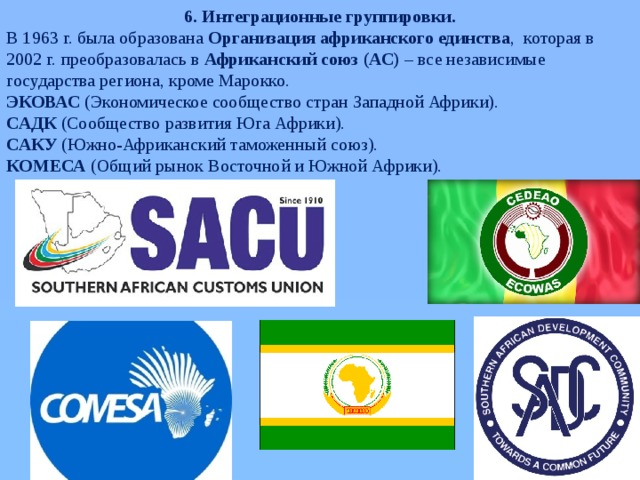 6. Интеграционные группировки.
В 1963 г. была образована Организация африканского единства, которая в
2002 г. преобразовалась в Африканский союз (АС) – все независимые
государства региона, кроме Марокко.
ЭКОВАС (Экономическое сообщество стран Западной Африки).
САДК (Сообщество развития Юга Африки).
САКУ (Южно-Африканский таможенный союз).
КОМЕСА (Общий рынок Восточной и Южной Африки).
Since 1910
SACU
SOUTHERN AFRICAN CUSTOMS UNION
CEDEAO
ECOWAS
COMESA
SOUTHERN AFRICAN DEVELOPMENT COMMUNITY
SADC
TOWARDS A COMMON FUTURE